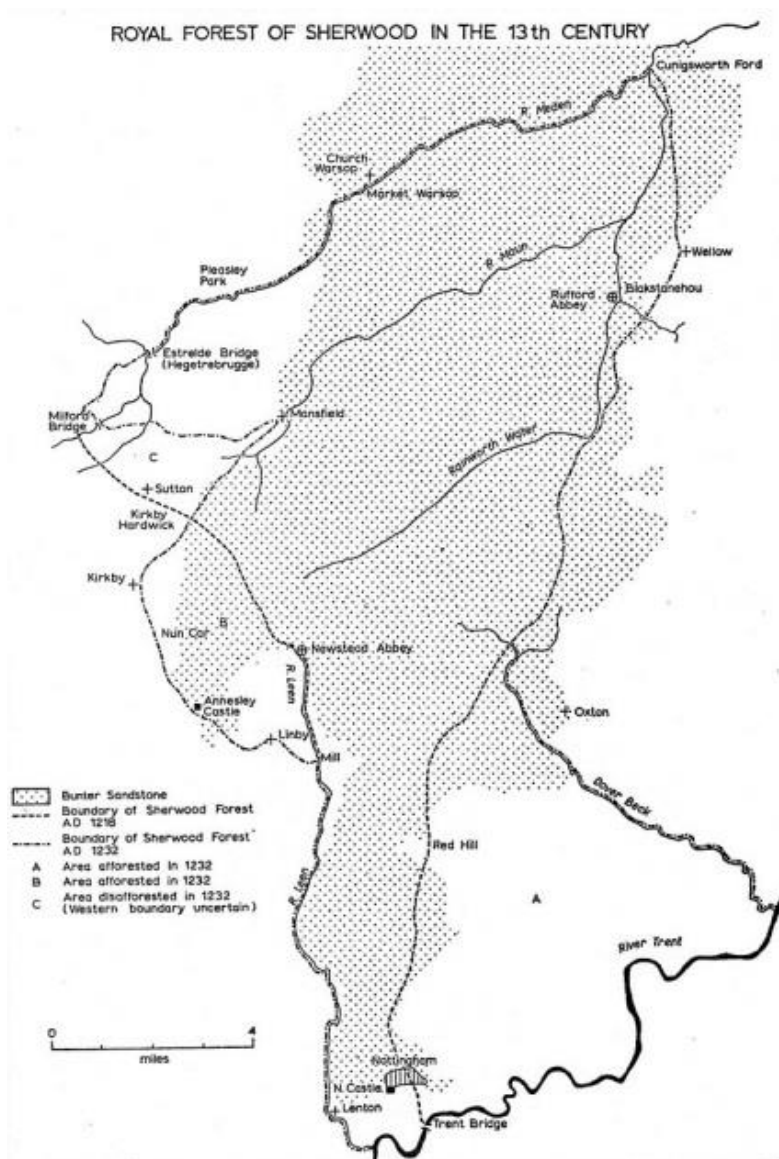 ROYAL FOREST OF SHERWOOD IN THE 13th CENTURY
Cunigsworth Ford
R. Meden
Church
Warsop
Market Warsop
Wellow
R. Maun
Pleasley
Park
Rufford
Abbey
Blakstonehou
Estrelde Bridge
(Hegetrebrugge)
Milford
Bridge
Mansfield
C
Rainworth Water
Sutton
Kirkby
Hardwick
Kirkby
Nun Car
B
Newstead Abbey
R. Leen
Annesley
Castle
Oxton
Linby
Mill
Dover Beck
Bunter Sandstone
Boundary of Sherwood Forest
AD 1218
Boundary of Sherwood Forest
AD 1232
A Area afforested in 1232
B Area afforested in 1232
C Area disafforested in 1232
(Western boundary uncertain)
Red Hill
R. Leen
A
River Trent
0 4
miles
Nottingham
N. Castle
Lenton
Trent Bridge